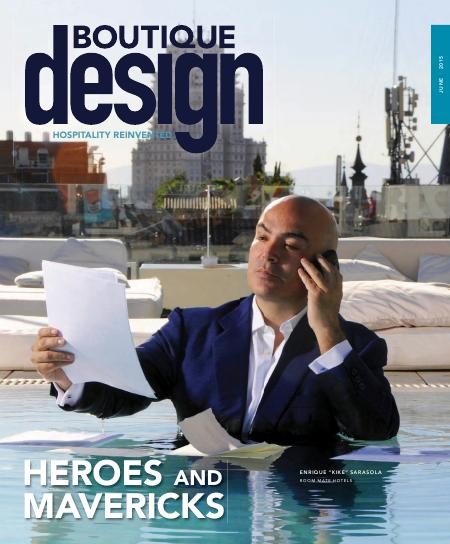 BOUTIQUE
design
HOSPITALITY REINVENTED
JUNE 2015
HEROES AND
MAVERICKS
ENRIQUE "KIKE" SARASOLA
ROOM MATE HOTELS